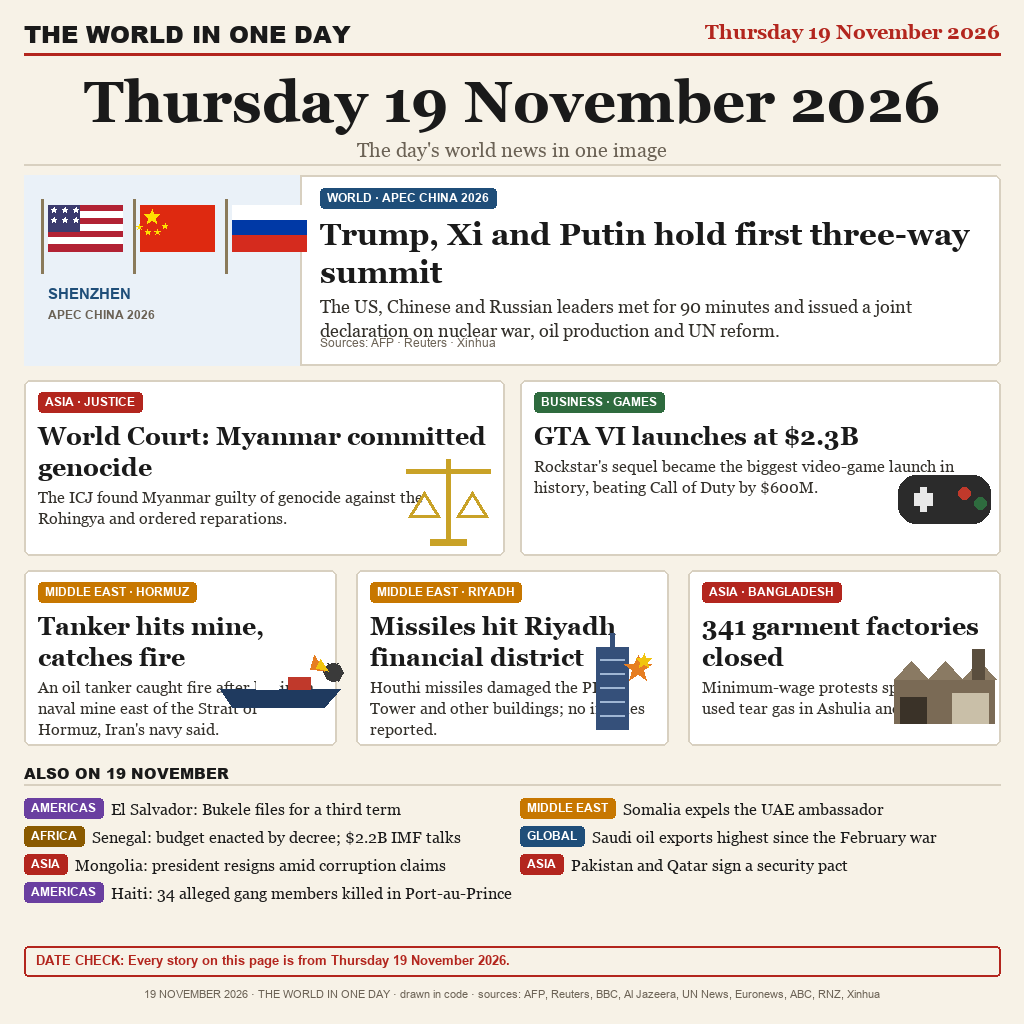 THE WORLD IN ONE DAY
Thursday 19 November 2026
Thursday 19 November 2026
The day's world news in one image
SHENZHEN
APEC CHINA 2026
WORLD · APEC CHINA 2026
Trump, Xi and Putin hold first three-way
summit
The US, Chinese and Russian leaders met for 90 minutes and issued a joint
declaration on nuclear war, oil production and UN reform.
Sources: AFP · Reuters · Xinhua
ASIA · JUSTICE
World Court: Myanmar committed
genocide
The ICJ found Myanmar guilty of genocide against the
Rohingya and ordered reparations.
BUSINESS · GAMES
GTA VI launches at $2.3B
Rockstar's sequel became the biggest video-game launch in
history, beating Call of Duty by $600M.
MIDDLE EAST · HORMUZ
Tanker hits mine,
catches fire
An oil tanker caught fire after
naval mine east of the Strait of
Hormuz, Iran's navy said.
MIDDLE EAST · RIYADH
Missiles hit Riyadh
financial district
Houthi missiles damaged the
Tower and other buildings; no
reported.
ASIA · BANGLADESH
341 garment factories
closed
Minimum-wage protests
used tear gas in Ashulia
ALSO ON 19 NOVEMBER
AMERICAS El Salvador: Bukele files for a third term
MIDDLE EAST Somalia expels the UAE ambassador
AFRICA Senegal: budget enacted by decree; $2.2B IMF talks
GLOBAL Saudi oil exports highest since the February war
ASIA Mongolia: president resigns amid corruption claims
ASIA Pakistan and Qatar sign a security pact
AMERICAS Haiti: 34 alleged gang members killed in Port-au-Prince
DATE CHECK: Every story on this page is from Thursday 19 November 2026.
19 NOVEMBER 2026 · THE WORLD IN ONE DAY · drawn in code · sources: AFP, Reuters, BBC, Al Jazeera, UN News, Euronews, ABC, RNZ, Xinhua